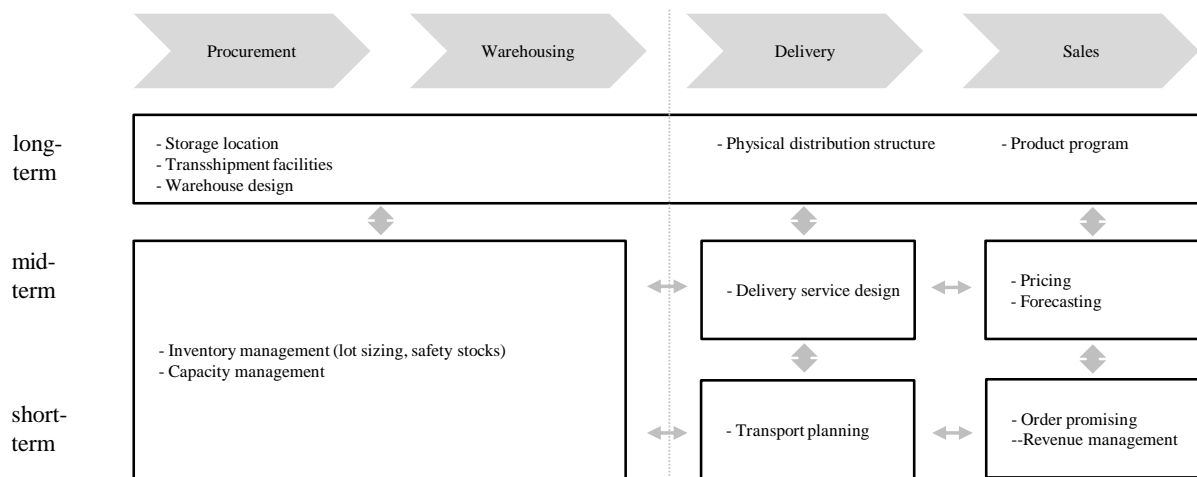 Procurement
Warehousing
Delivery
Sales
long-
term
- Storage location
- Transshipment facilities
- Warehouse design
- Physical distribution structure
- Product program
mid-
term
- Inventory management (lot sizing, safety stocks)
- Capacity management
- Delivery service design
- Pricing
- Forecasting
short-
term
- Transport planning
- Order promising
--Revenue management